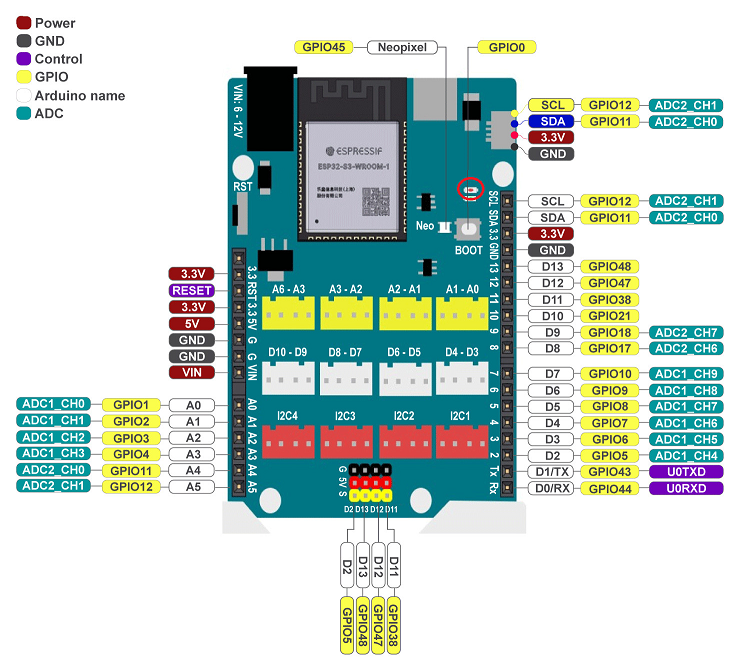 Power
GND
Control
GPIO
Arduino name
ADC
GPIO45 Neopixel GPIO0
VIN: 6 - 12V
ESPRESSIF
ESP32-S3-WROOM-1
RST
Neo
BOOT
SCL GPIO12 ADC2_CH1
SDA GPIO11 ADC2_CH0
3.3V
GND
SCL SDA 3.3 GND 13 12 11 10 9 8
7 6 5 4 3 2 Tx Rx
SCL GPIO12 ADC2_CH1
SDA GPIO11 ADC2_CH0
3.3V
GND
D13 GPIO48
D12 GPIO47
D11 GPIO38
D10 GPIO21
D9 GPIO18 ADC2_CH7
D8 GPIO17 ADC2_CH6
D7 GPIO10 ADC1_CH9
D6 GPIO9 ADC1_CH8
D5 GPIO8 ADC1_CH7
D4 GPIO7 ADC1_CH6
D3 GPIO6 ADC1_CH5
D2 GPIO5 ADC1_CH4
D1/TX GPIO43 U0TXD
D0/RX GPIO44 U0RXD
3.3V
RESET
3.3V
5V
GND
GND
VIN
3.3 RST 3.3 5V G G VIN
ADC1_CH0 GPIO1 A0
ADC1_CH1 GPIO2 A1
ADC1_CH2 GPIO3 A2
ADC1_CH3 GPIO4 A3
ADC2_CH0 GPIO11 A4
ADC2_CH1 GPIO12 A5
A0 A1 A2 A3 A4 A5
A6 - A3 A3 - A2 A2 - A1 A1 - A0
D10 - D9 D8 - D7 D6 - D5 D4 - D3
I2C4 I2C3 I2C2 I2C1
G
5V
S
D2 D13 D12 D11
D2 D13 D12 D11
GPIO5 GPIO48 GPIO47 GPIO38